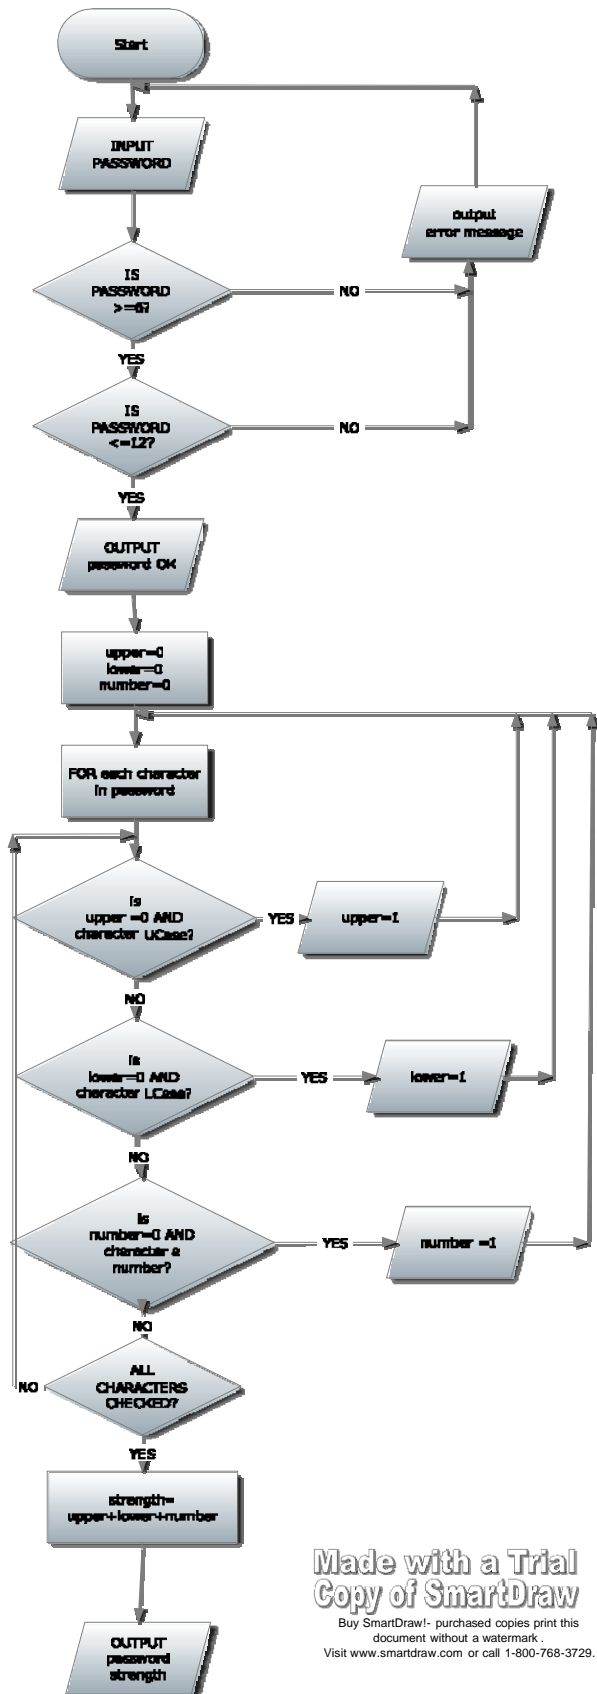 Start
INPUT
PASSWORD
output
error message
IS
PASSWORD
>=6?
NO
YES
IS
PASSWORD
<=12?
NO
YES
OUTPUT
password OK
upper=0
lower=0
number=0
FOR each character
in password
is
upper =0 AND
character UCase?
YES
upper=1
NO
is
lower=0 AND
character LCase?
YES
lower=1
NO
is
number=0 AND
character a
number?
YES
number =1
NO
ALL
CHARACTERS
CHECKED?
NO
YES
strength=
upper+lower+number
OUTPUT
password
strength
Made with a Trial
Copy of SmartDraw
Buy SmartDraw!- purchased copies print this
document without a watermark .
Visit www.smartdraw.com or call 1-800-768-3729.